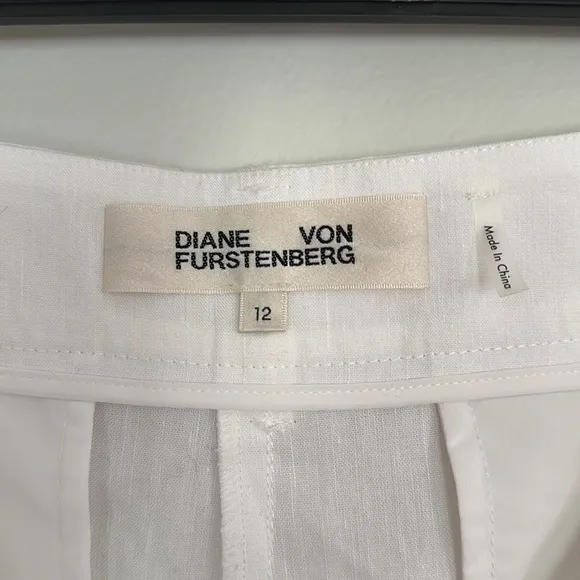 DIANE VON
FURSTENBERG
12
Made In China